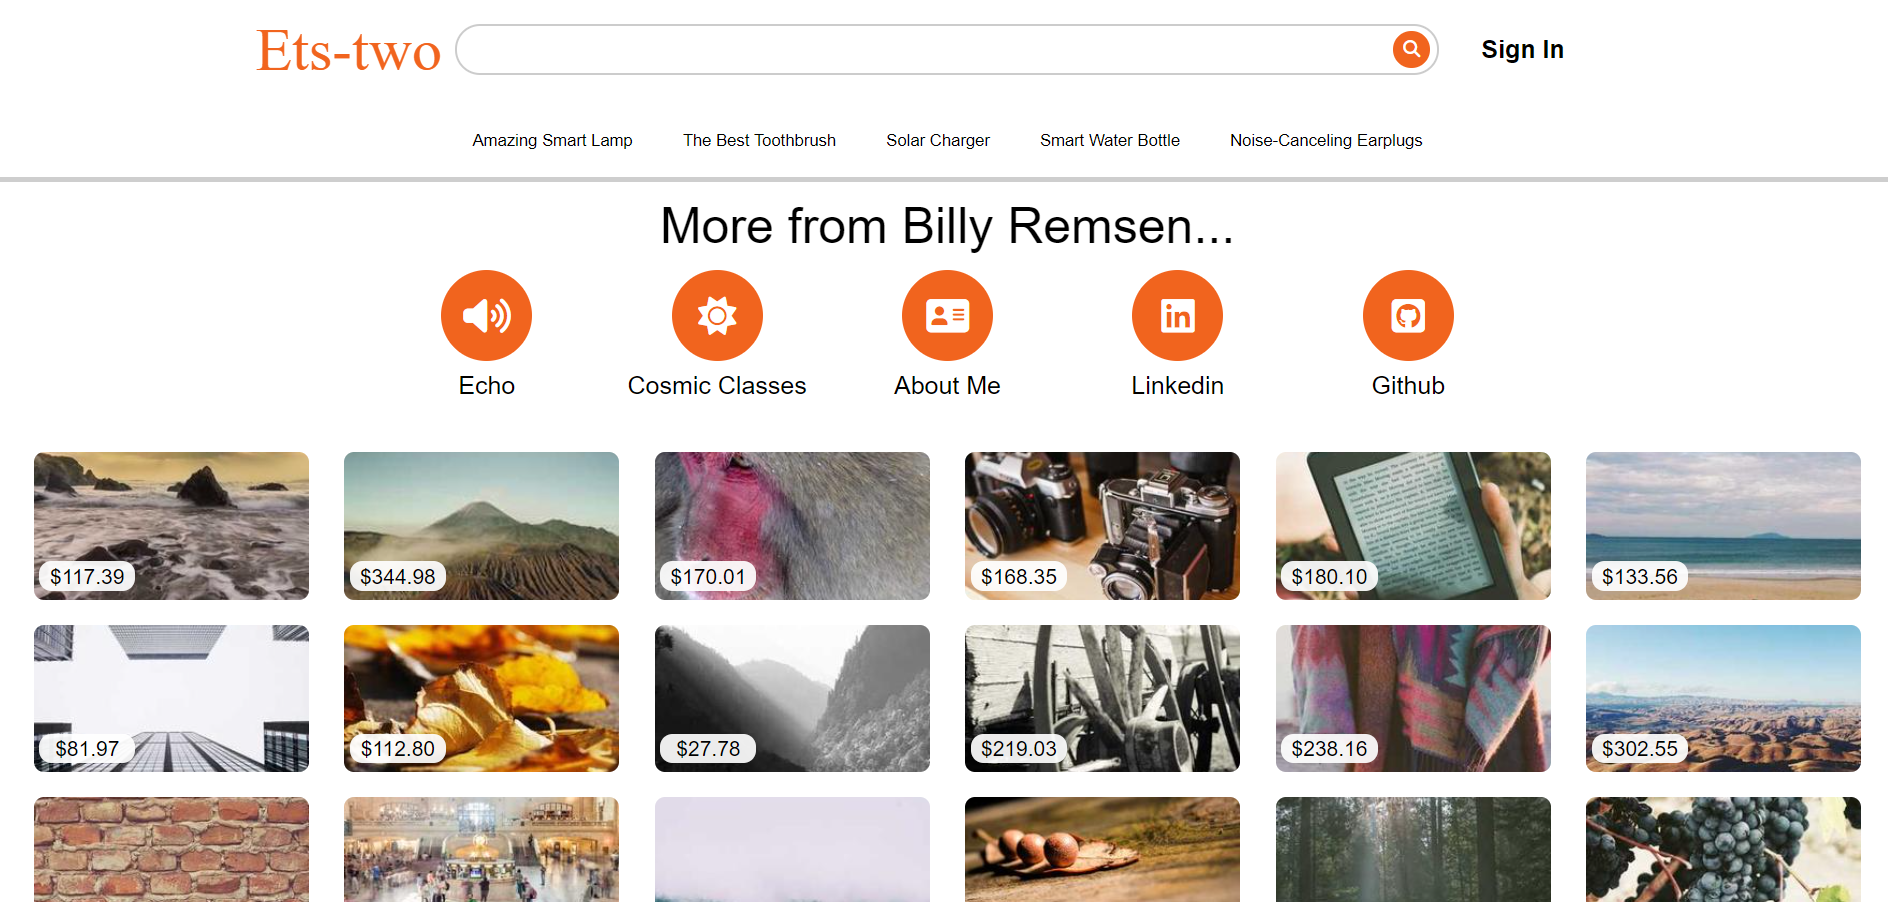 Ets-two
Sign In
Amazing Smart Lamp
The Best Toothbrush
Solar Charger
Smart Water Bottle
Noise-Canceling Earplugs
More from Billy Remsen...
Echo
Cosmic Classes
About Me
Linkedin
Github
$117.39
$344.98
$170.01
$168.35
$180.10
$133.56
$81.97
$112.80
$27.78
$219.03
$238.16
$302.55